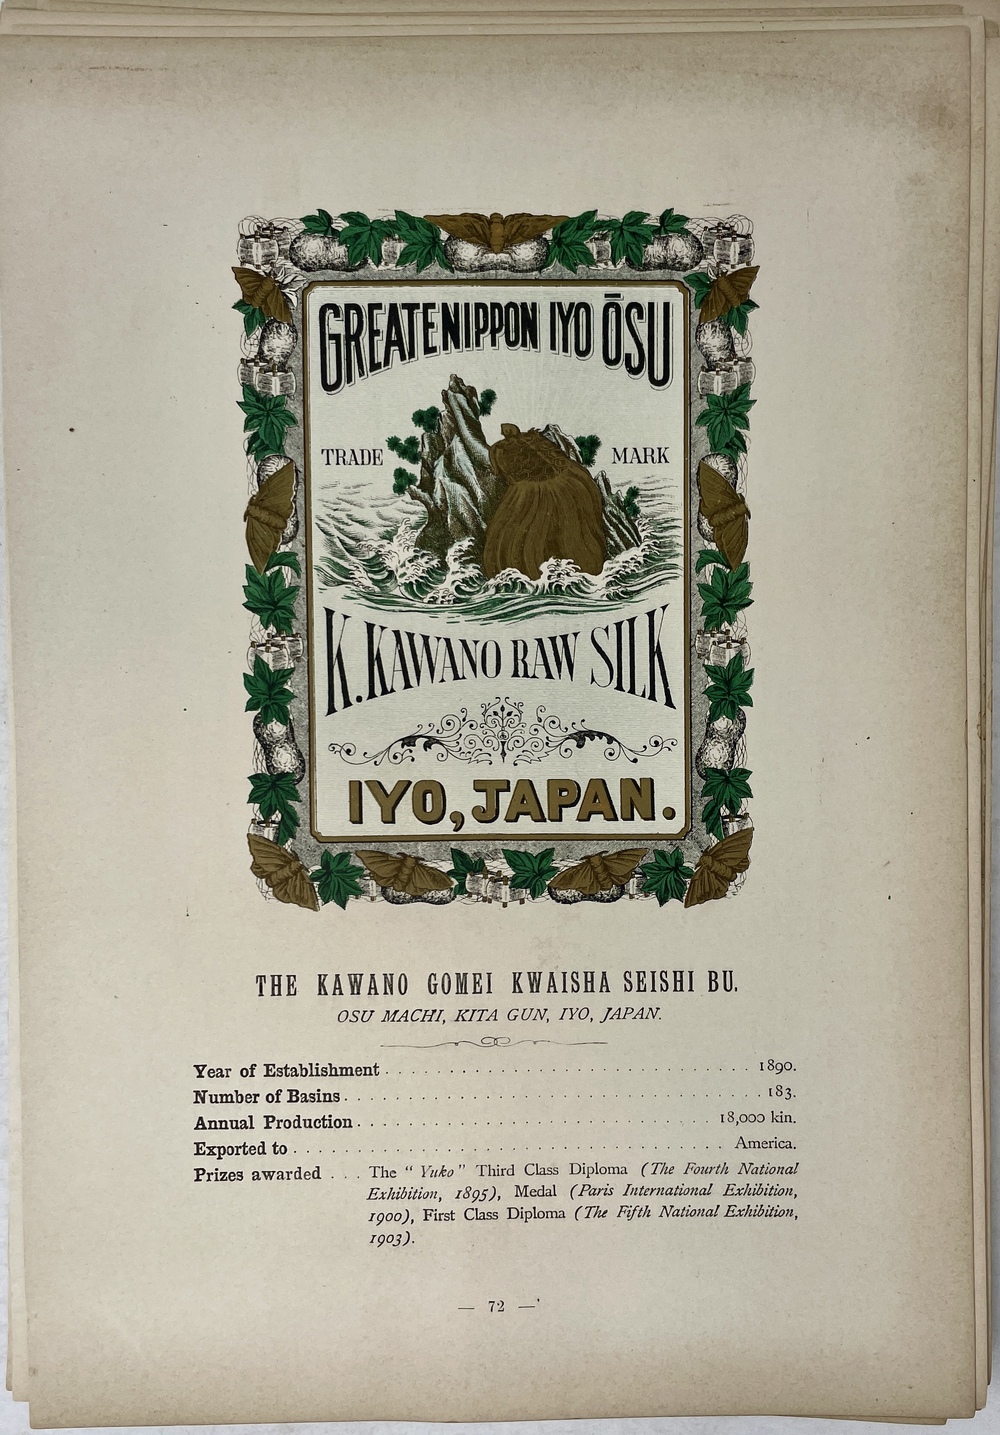 GREATE NIPPON IYO ŌSU
TRADE MARK
K. KAWANO RAW SILK
IYO, JAPAN.
THE KAWANO GOMEI KWAISHA SEISHI BU.
OSU MACHI, KITA GUN, IYO, JAPAN.
Year of Establishment . . . . . . . . . . . . . . . . . . . . . . . . . . . . 1890.
Number of Basins . . . . . . . . . . . . . . . . . . . . . . . . . . . . . . . . 183.
Annual Production . . . . . . . . . . . . . . . . . . . . . . . . . . . 18,000 kin.
Exported to . . . . . . . . . . . . . . . . . . . . . . . . . . . . . . . . . America.
Prizes awarded . . . The "Yuko" Third Class Diploma (The Fourth National
Exhibition, 1895), Medal (Paris International Exhibition,
1900), First Class Diploma (The Fifth National Exhibition,
1903).
— 72 —